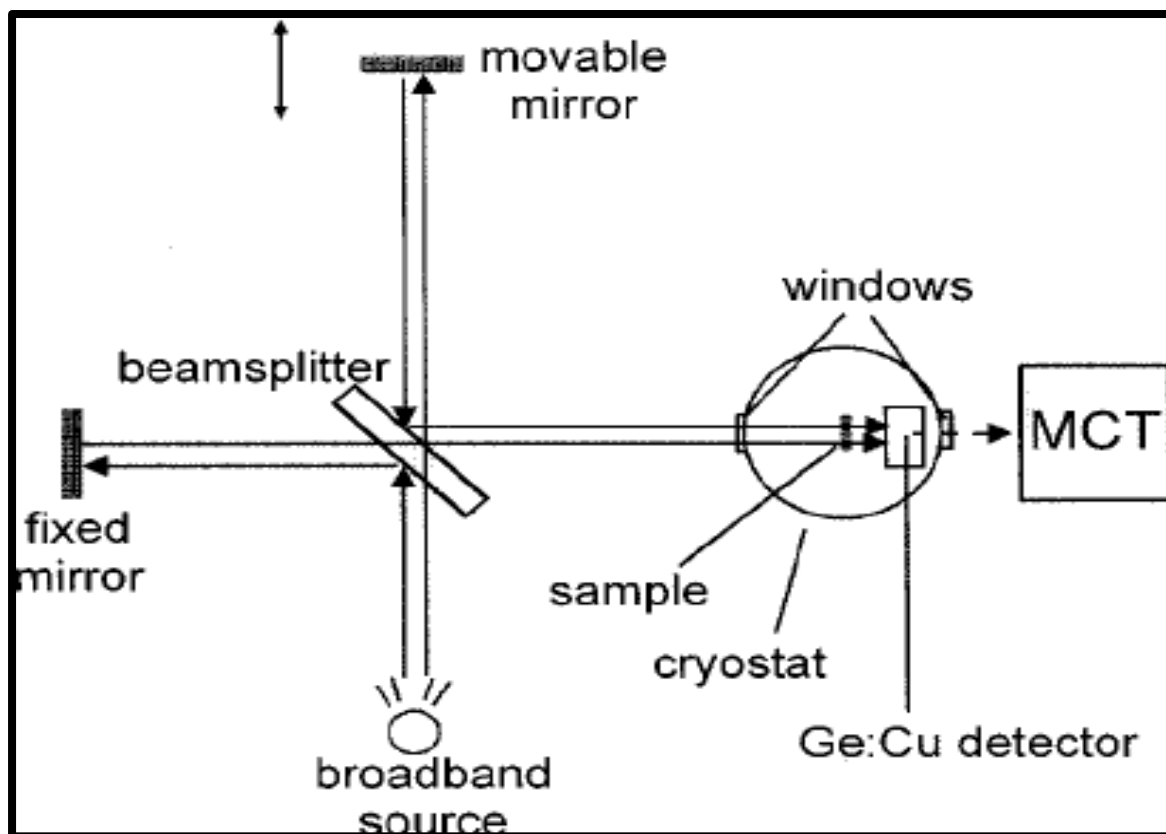 movable
mirror
windows
beamsplitter
MCT
fixed
mirror
sample
cryostat
Ge:Cu detector
broadband
source